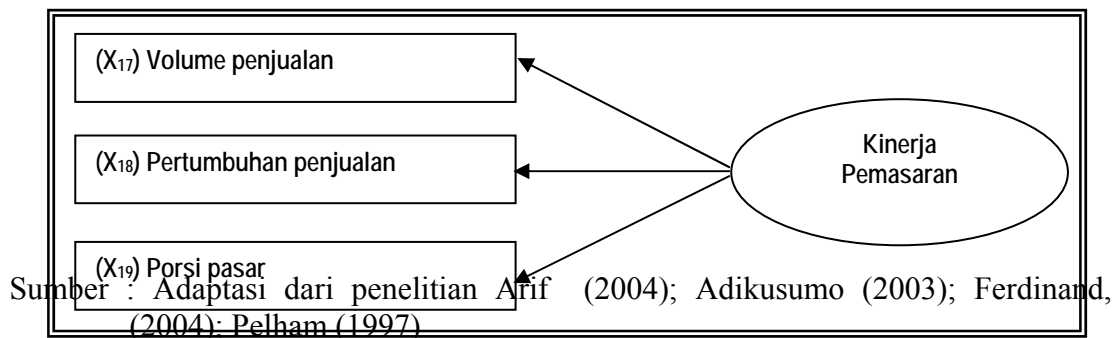 (X₁₇) Volume penjualan
(X₁₈) Pertumbuhan penjualan
Kinerja
Pemasaran
(X₁₉) Porsi pasar
Sumber : Adaptasi dari penelitian Arif (2004); Adikusumo (2003); Ferdinand,
(2004); Pelham (1997)